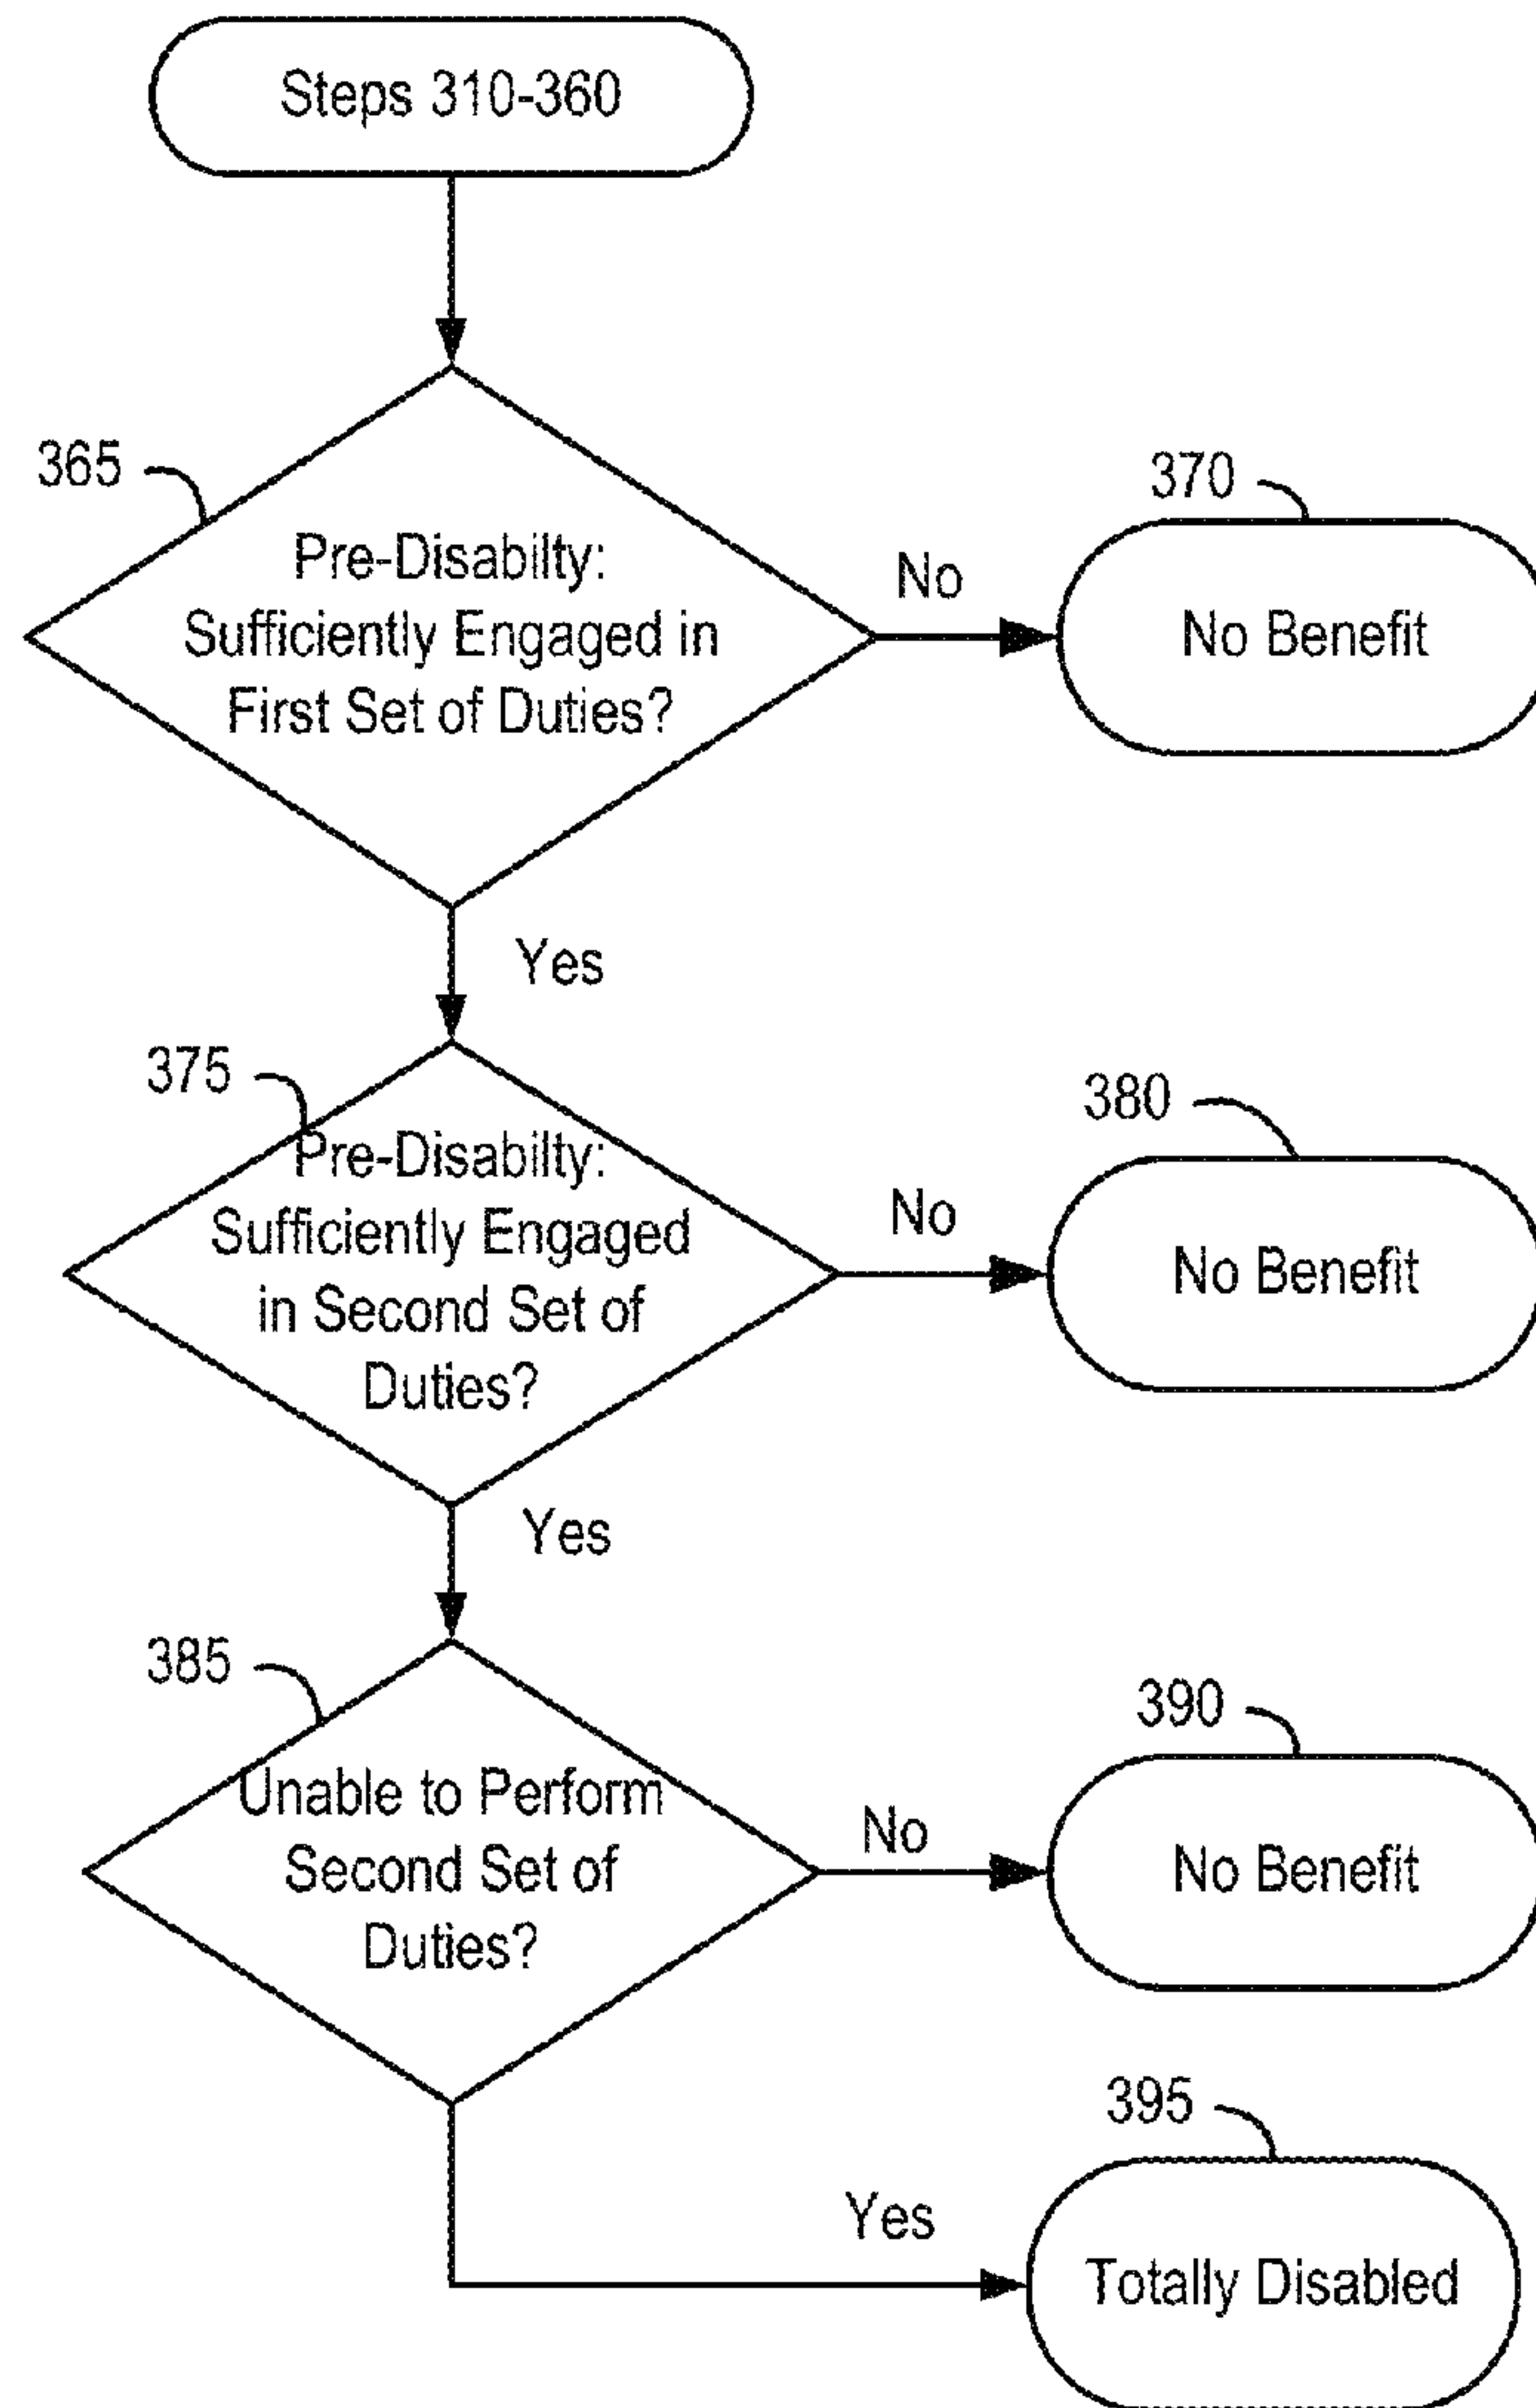 Steps 310-360
365
Pre-Disabilty:
Sufficiently Engaged in
First Set of Duties?
No
370
No Benefit
Yes
375
Pre-Disabilty:
Sufficiently Engaged
in Second Set of
Duties?
No
380
No Benefit
Yes
385
Unable to Perform
Second Set of
Duties?
No
390
No Benefit
Yes
395
Totally Disabled